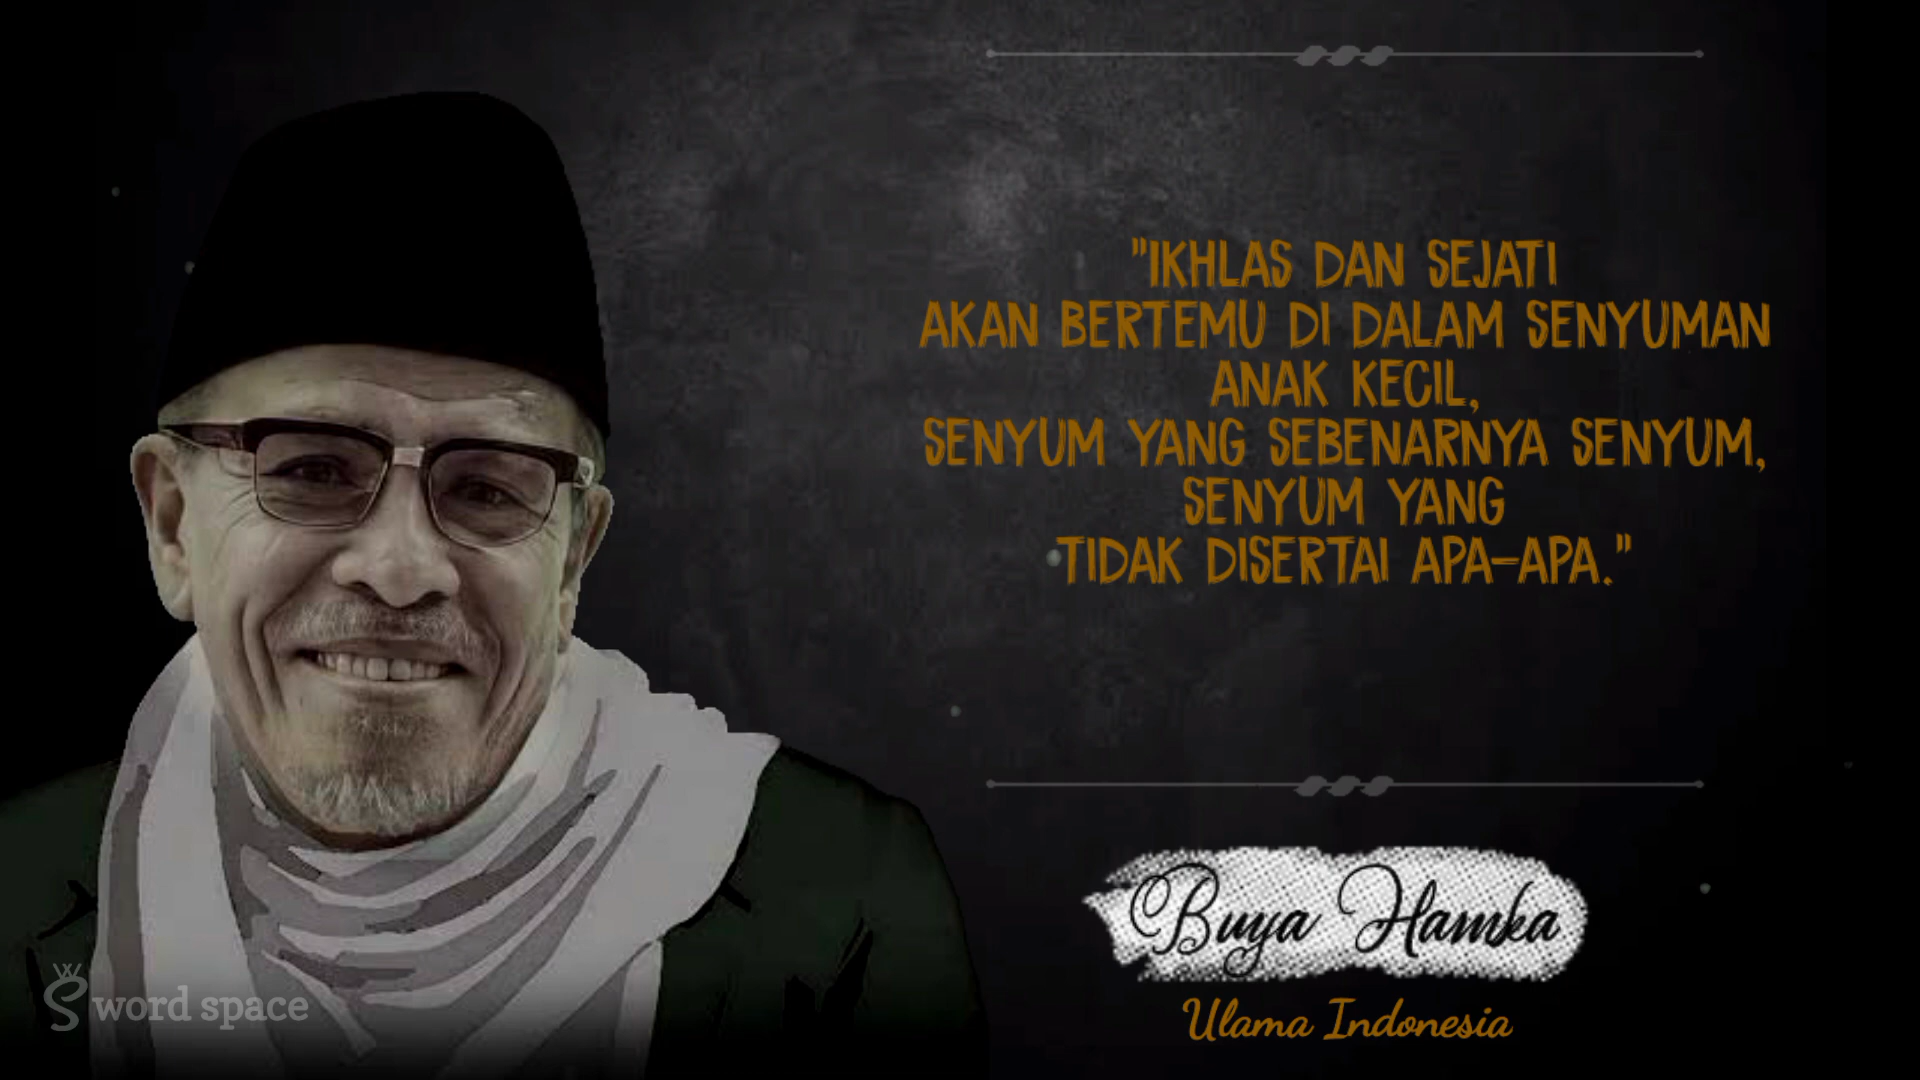 "IKHLAS DAN SEJATI
AKAN BERTEMU DI DALAM SENYUMAN
ANAK KECIL,
SENYUM YANG SEBENARNYA SENYUM,
SENYUM YANG
TIDAK DISERTAI APA-APA."
Buya Hamka
Ulama Indonesia
word space